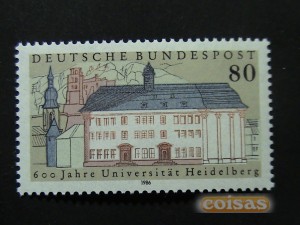 DEUTSCHE BUNDESPOST
80
600 Jahre Universität Heidelberg
1986
coisas